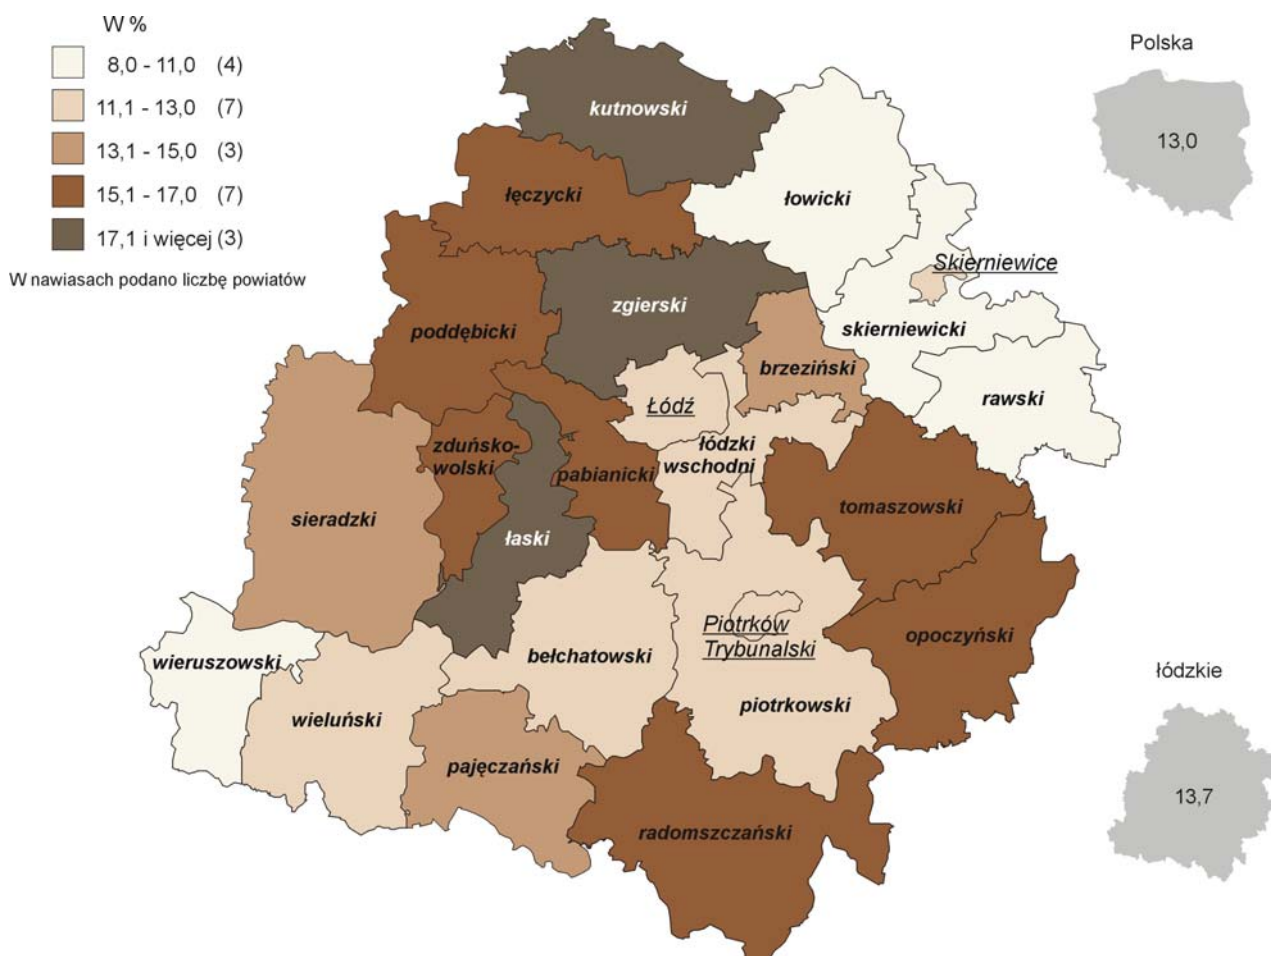 W %
8,0 - 11,0 (4)
11,1 - 13,0 (7)
13,1 - 15,0 (3)
15,1 - 17,0 (7)
17,1 i więcej (3)
W nawiasach podano liczbę powiatów
Polska
13,0
kutnowski
łęczycki
łowicki
Skierniewice
zgierski
poddębicki
skierniewicki
brzeziński
rawski
Łódź
łódzki
wschodni
zduńsko-
wolski
pabianicki
tomaszowski
sieradzki
łaski
Piotrków
Trybunalski
opoczyński
wieruszowski
bełchatowski
piotrkowski
wieluński
pajęczański
radomszczański
łódzkie
13,7